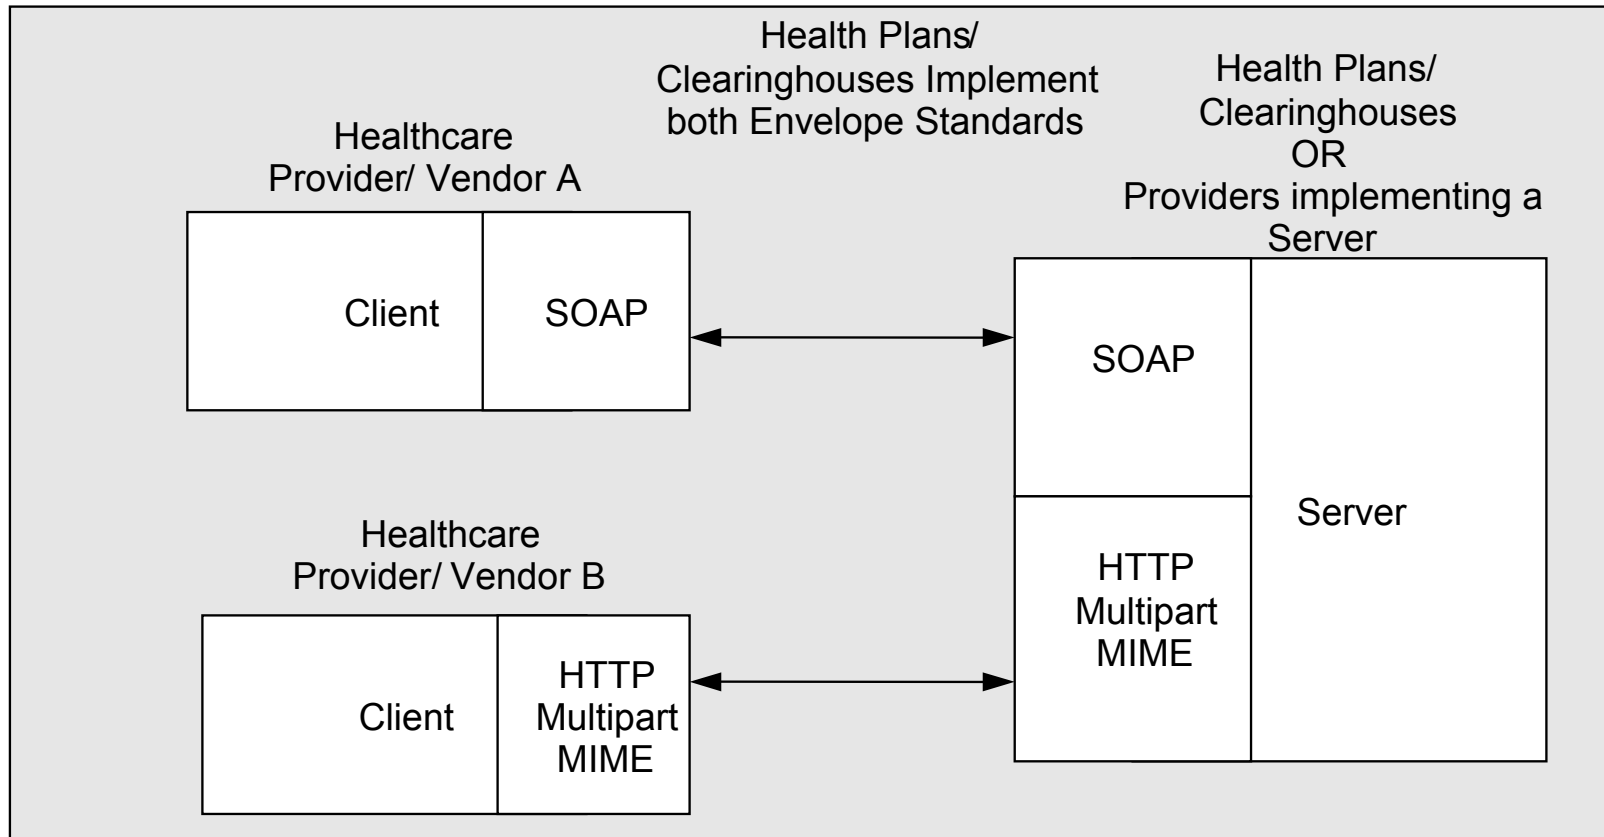 Health Plans/
Clearinghouses Implement
both Envelope Standards
Health Plans/
Clearinghouses
OR
Providers implementing a
Server
Healthcare
Provider/ Vendor A
Client
SOAP
SOAP
Server
HTTP
Multipart
MIME
Healthcare
Provider/ Vendor B
Client
HTTP
Multipart
MIME